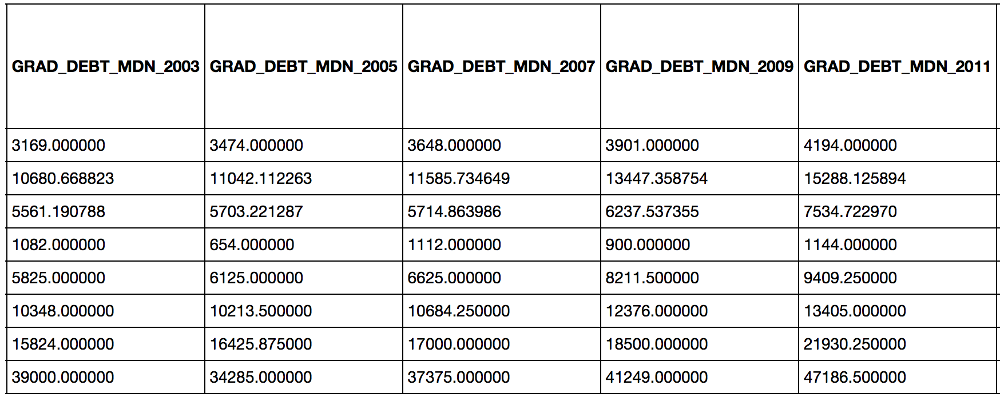 GRAD_DEBT_MDN_2003 GRAD_DEBT_MDN_2005 GRAD_DEBT_MDN_2007 GRAD_DEBT_MDN_2009 GRAD_DEBT_MDN_2011
3169.000000 3474.000000 3648.000000 3901.000000 4194.000000
10680.668823 11042.112263 11585.734649 13447.358754 15288.125894
5561.190788 5703.221287 5714.863986 6237.537355 7534.722970
1082.000000 654.000000 1112.000000 900.000000 1144.000000
5825.000000 6125.000000 6625.000000 8211.500000 9409.250000
10348.000000 10213.500000 10684.250000 12376.000000 13405.000000
15824.000000 16425.875000 17000.000000 18500.000000 21930.250000
39000.000000 34285.000000 37375.000000 41249.000000 47186.500000